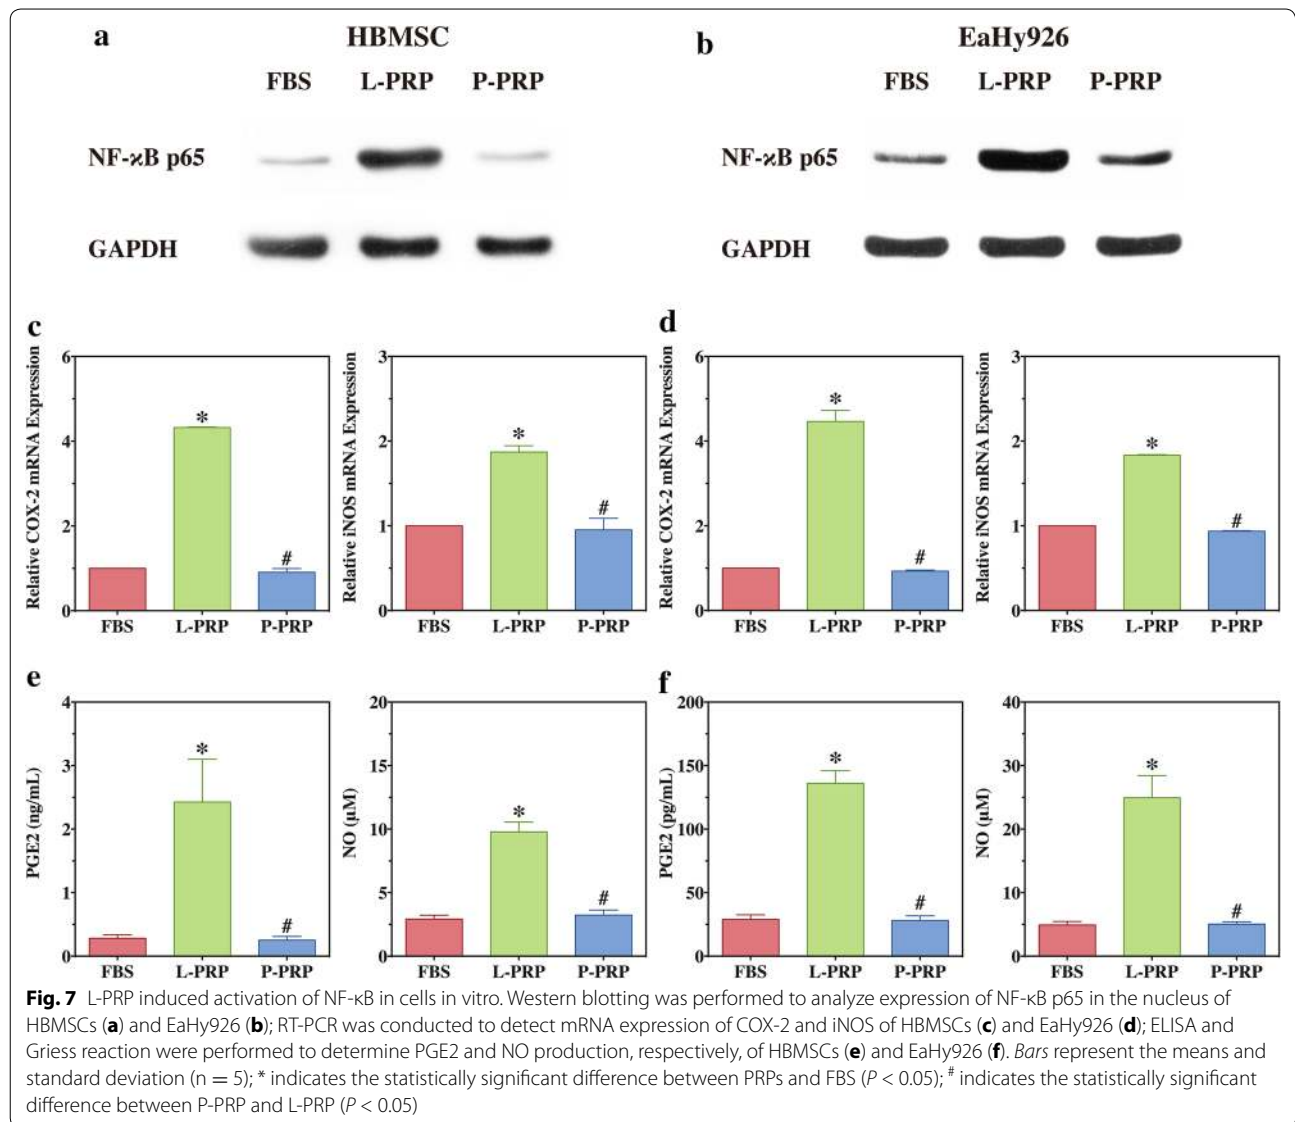 a HBMSC
FBS L-PRP P-PRP
NF-ϰB p65
GAPDH
b EaHy926
FBS L-PRP P-PRP
NF-ϰB p65
GAPDH
c
Relative COX-2 mRNA Expression
6
4
2
0
*
#
FBS L-PRP P-PRP
Relative iNOS mRNA Expression
3
2
1
0
*
#
FBS L-PRP P-PRP
d
Relative COX-2 mRNA Expression
6
4
2
0
*
#
FBS L-PRP P-PRP
Relative iNOS mRNA Expression
3
2
1
0
*
#
FBS L-PRP P-PRP
e
PGE2 (ng/mL)
4
3
2
1
0
*
#
FBS L-PRP P-PRP
NO (μM)
20
15
10
5
0
*
#
FBS L-PRP P-PRP
f
PGE2 (pg/mL)
200
150
100
50
0
*
#
FBS L-PRP P-PRP
NO (μM)
40
30
20
10
0
*
#
FBS L-PRP P-PRP
Fig. 7 L-PRP induced activation of NF-κB in cells in vitro. Western blotting was performed to analyze expression of NF-κB p65 in the nucleus of
HBMSCs (a) and EaHy926 (b); RT-PCR was conducted to detect mRNA expression of COX-2 and iNOS of HBMSCs (c) and EaHy926 (d); ELISA and
Griess reaction were performed to determine PGE2 and NO production, respectively, of HBMSCs (e) and EaHy926 (f). Bars represent the means and
standard deviation (n = 5); * indicates the statistically significant difference between PRPs and FBS (P < 0.05); # indicates the statistically significant
difference between P-PRP and L-PRP (P < 0.05)